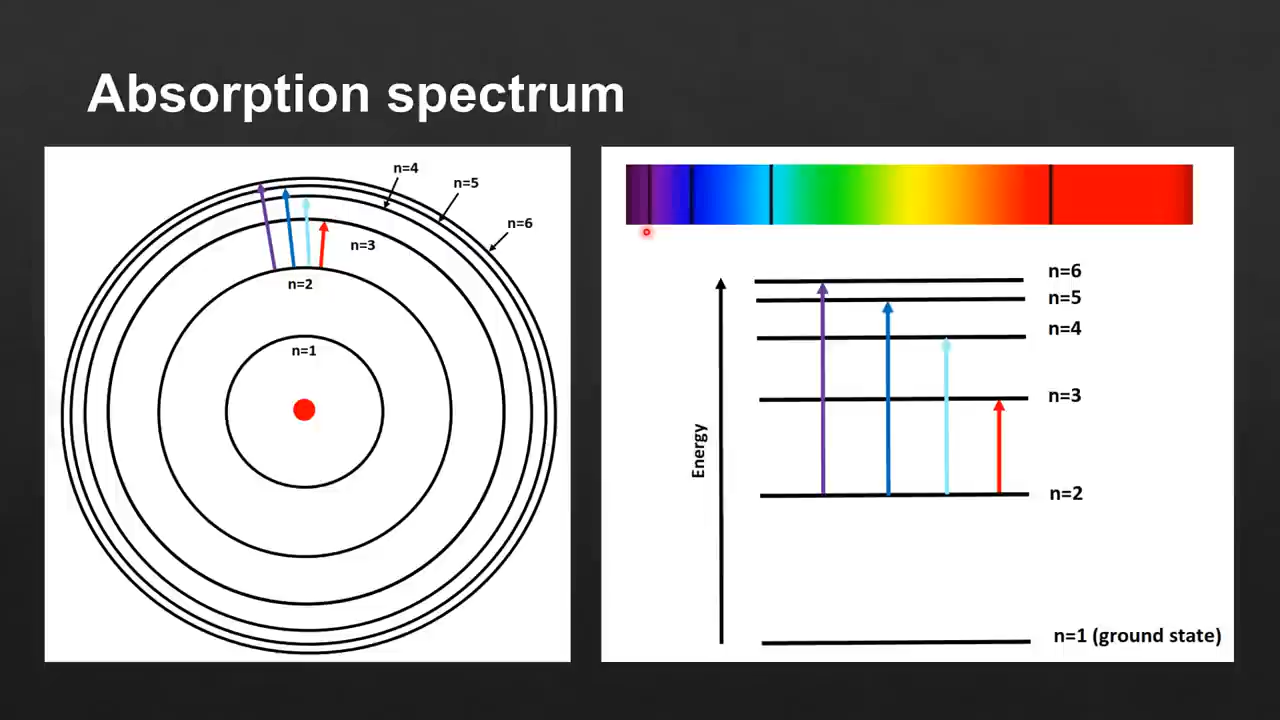 Absorption spectrum
n=4
n=5
n=6
n=3
n=2
n=1
n=6
n=5
n=4
n=3
Energy
n=2
n=1 (ground state)